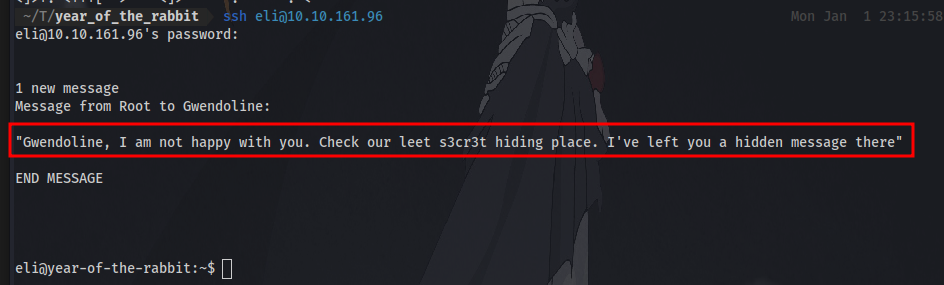 ~/T/year_of_the_rabbit ssh eli@10.10.161.96 Mon Jan 1 23:15:58
eli@10.10.161.96's password:
1 new message
Message from Root to Gwendoline:
"Gwendoline, I am not happy with you. Check our leet s3cr3t hiding place. I've left you a hidden message there"
END MESSAGE
eli@year-of-the-rabbit:~$